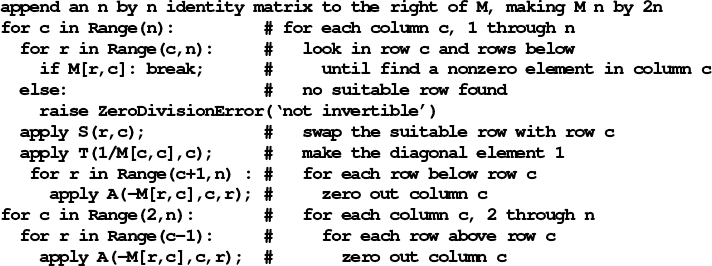 append an n by n identity matrix to the right of M, making M n by 2n
for c in Range(n): # for each column c, 1 through n
for r in Range(c,n): # look in row c and rows below
if M[r,c]: break; # until find a nonzero element in column c
else: # no suitable row found
raise ZeroDivisionError(‘not invertible’)
apply S(r,c); # swap the suitable row with row c
apply T(1/M[c,c],c); # make the diagonal element 1
for r in Range(c+1,n) : # for each row below row c
apply A(−M[r,c],c,r); # zero out column c
for c in Range(2,n): # for each column c, 2 through n
for r in Range(c−1): # for each row above row c
apply A(−M[r,c],c,r); # zero out column c